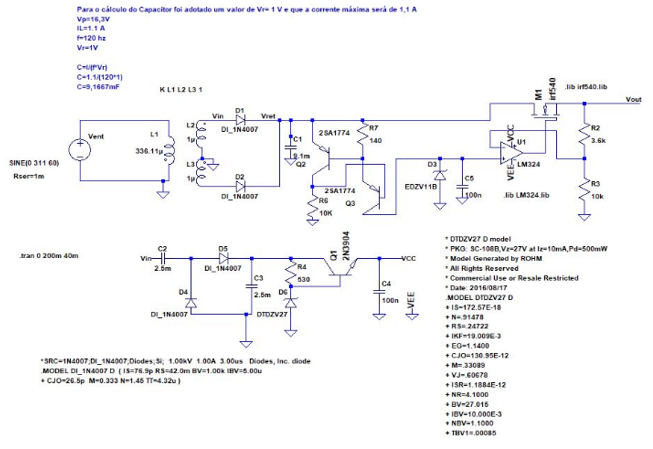 Para o cálculo do Capacitor foi adotado um valor de Vr= 1 V e que a corrente máxima será de 1,1 A
Vp=16,3V
IL=1.1 A
f=120 hz
Vr=1V
C=I/(f*Vr)
C=1.1/(120*1)
C=9,1667mF
K L1 L2 L3 1
.lib irf540.lib
M1
irf540
Vout
D1
Vin
Vret
DI_1N4007
L2
1µ
L1
336.11µ
Vent
SINE(0 311 60)
Rser=1m
L3
1µ
D2
DI_1N4007
C1
9.1m
2SA1774
Q2
R7
140
2SA1774
Q3
R6
10K
D3
EDZV11B
C5
100n
VCC
U1
LM324
VEE
.lib LM324.lib
R2
3.6k
R3
10k
.tran 0 200m 40m
Vin
C2
2.5m
D5
DI_1N4007
D4
DI_1N4007
C3
2.5m
R4
530
D6
DTDZV27
Q1
2N3904
VCC
C4
100n
VEE
* DTDZV27 D model
* PKG: SC-108B,Vz=27V at Iz=10mA,Pd=500mW
* Model Generated by ROHM
* All Rights Reserved
* Commercial Use or Resale Restricted
* Date: 2016/08/17
.MODEL DTDZV27 D
+ IS=172.57E-18
+ N=.91478
+ RS=.24722
+ IKF=19.009E-3
+ EG=1.1400
+ CJO=130.95E-12
+ M=.33089
+ VJ=.60678
+ ISR=1.1884E-12
+ NR=4.1000
+ BV=27.015
+ IBV=10.000E-3
+ NBV=1.1000
+ TBV1=.00085
*SRC=1N4007;DI_1N4007;Diodes;Si; 1.00kV 1.00A 3.00us Diodes, Inc. diode
.MODEL DI_1N4007 D ( IS=76.9p RS=42.0m BV=1.00k IBV=5.00u
+ CJO=26.5p M=0.333 N=1.45 TT=4.32u )